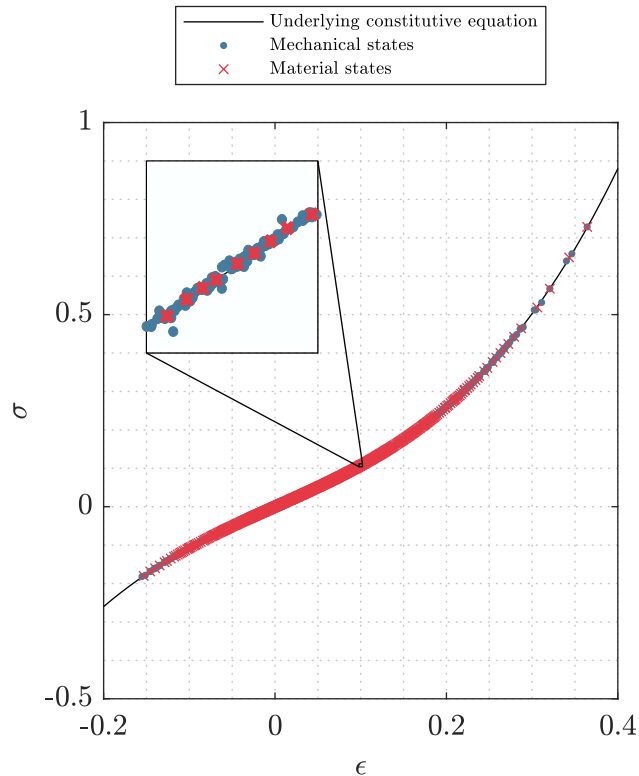 Underlying constitutive equation
Mechanical states
Material states
1
0.5
σ
0
-0.5
-0.2 0 0.2 0.4
ϵ